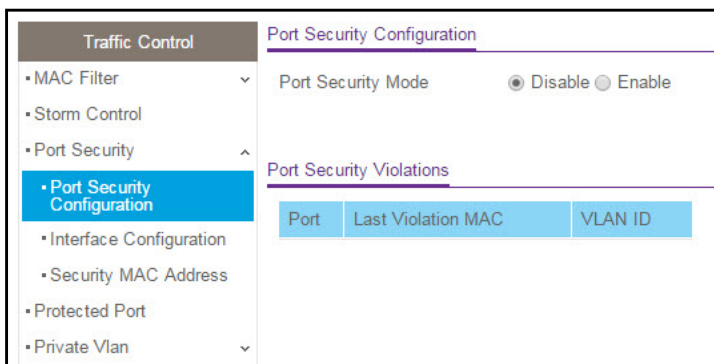 Traffic Control
MAC Filter
Storm Control
Port Security
Port Security
Configuration
Interface Configuration
Security MAC Address
Protected Port
Private Vlan
Port Security Configuration
Port Security Mode Disable Enable
Port Security Violations
Port Last Violation MAC VLAN ID